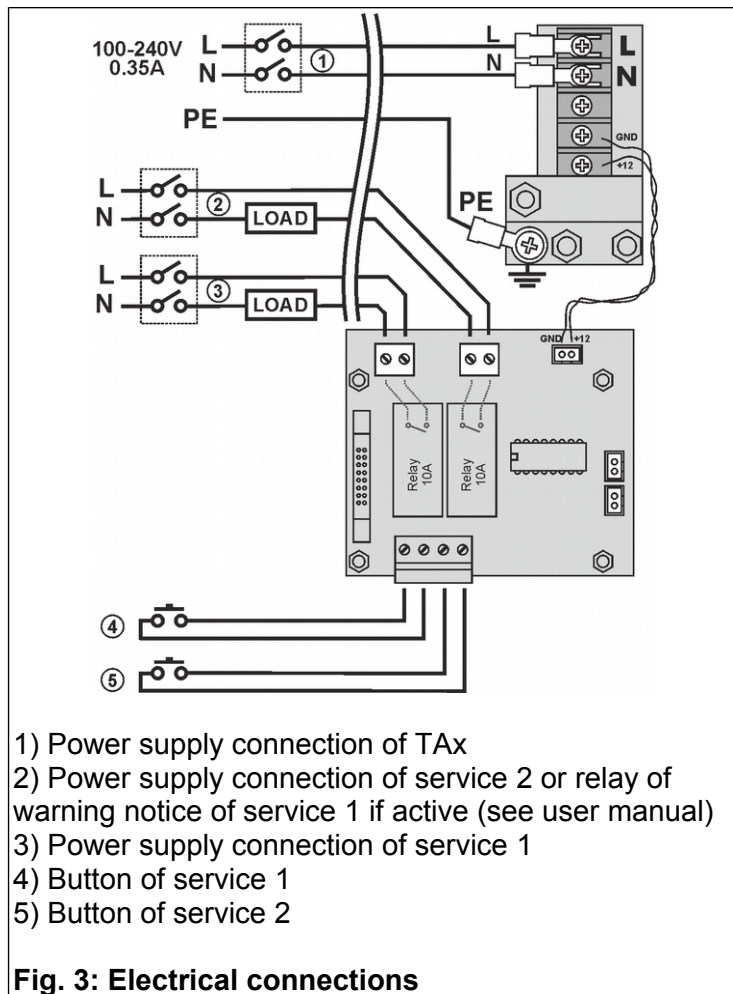 100-240V
0.35A
L
N
①
L
N
L
N
PE
GND
+12
PE
L
N
②
LOAD
L
N
③
LOAD
GND
+12
Relay
10A
Relay
10A
④
⑤
1) Power supply connection of TAx
2) Power supply connection of service 2 or relay of
warning notice of service 1 if active (see user manual)
3) Power supply connection of service 1
4) Button of service 1
5) Button of service 2
Fig. 3: Electrical connections